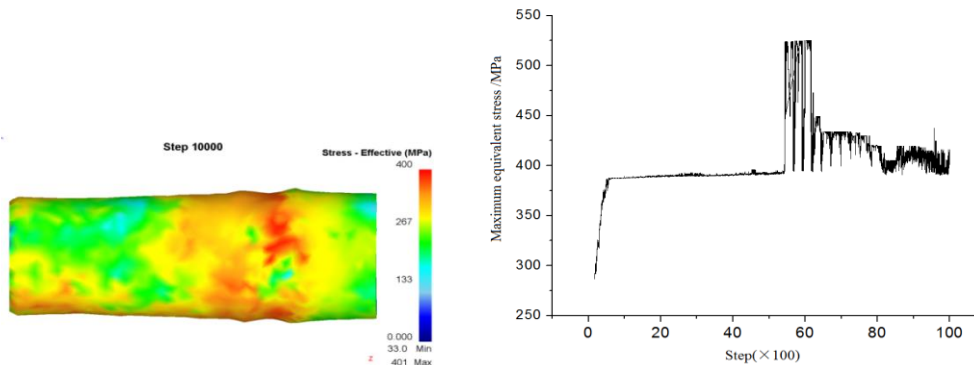 Step 10000
Stress - Effective (MPa)
400
267
133
0.000
33.0 Min
401 Max
z
Maximum equivalent stress /MPa
550
500
450
400
350
300
250
0 20 40 60 80 100
Step(×100)